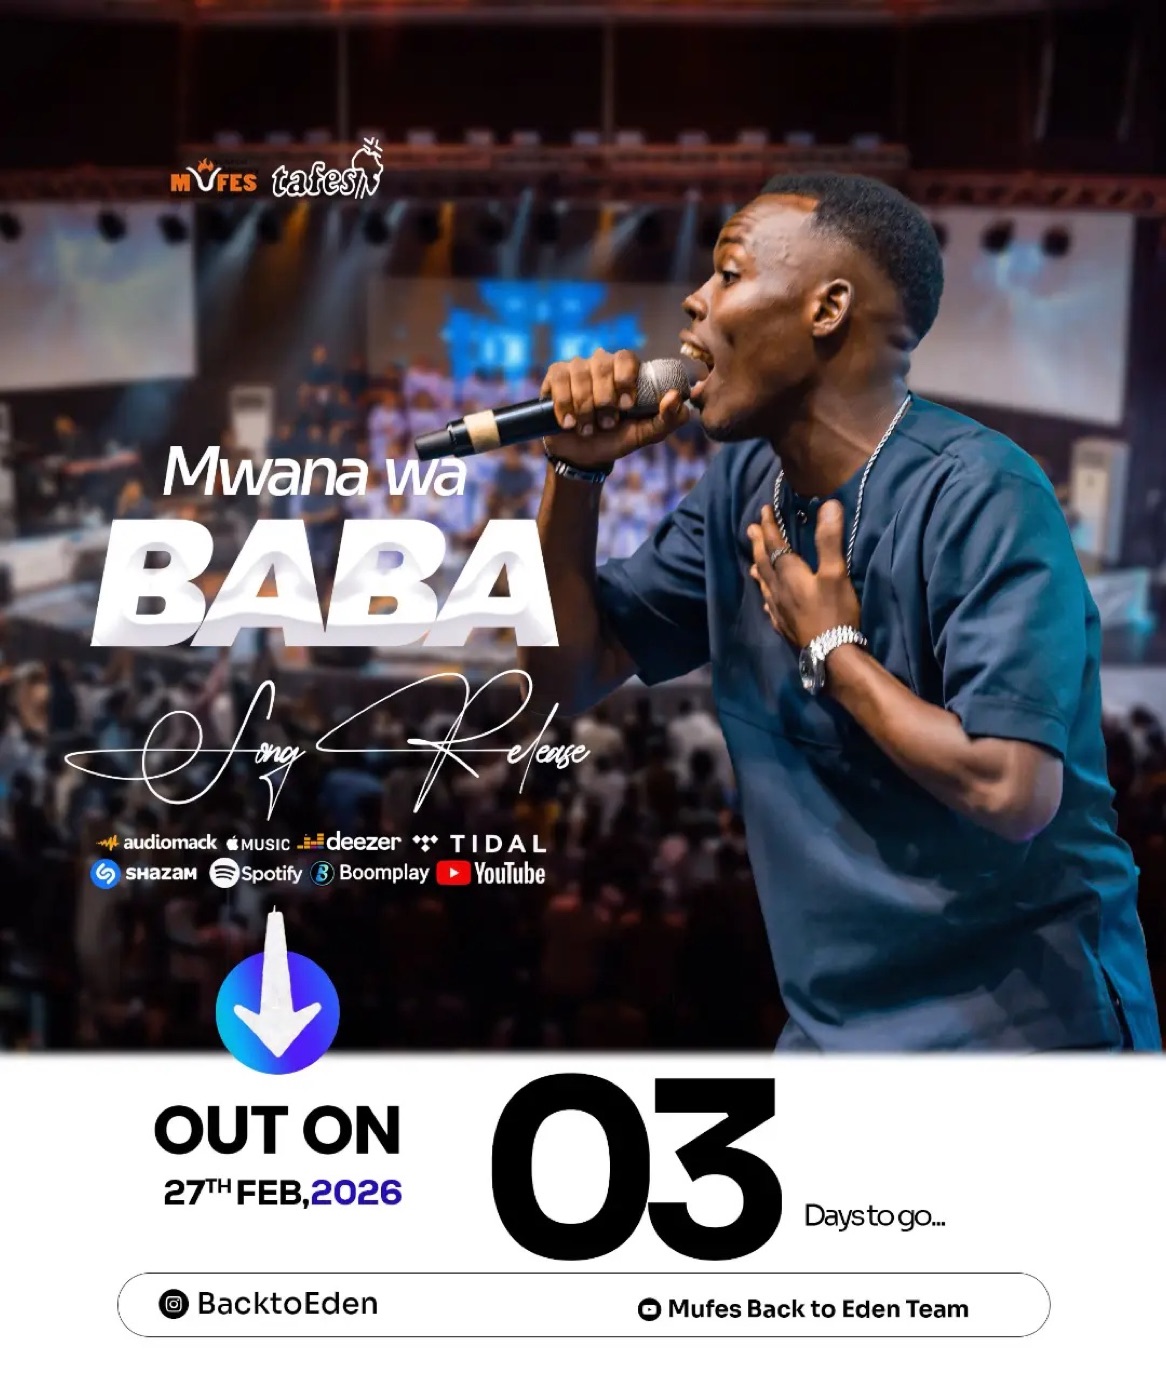 MUFES tafes
Mwana wa
BABA
Song Release
audiomack MUSIC deezer TIDAL
SHAZAM Spotify Boomplay YouTube
OUT ON
27TH FEB,2026
03
Days to go...
BacktoEden
Mufes Back to Eden Team